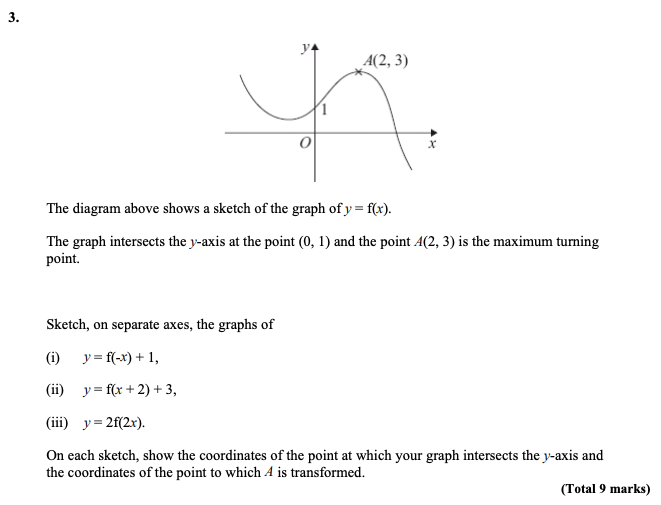 3.
y
A(2, 3)
1
O
x
The diagram above shows a sketch of the graph of y = f(x).
The graph intersects the y-axis at the point (0, 1) and the point A(2, 3) is the maximum turning
point.
Sketch, on separate axes, the graphs of
(i) y = f(-x) + 1,
(ii) y = f(x + 2) + 3,
(iii) y = 2f(2x).
On each sketch, show the coordinates of the point at which your graph intersects the y-axis and
the coordinates of the point to which A is transformed.
(Total 9 marks)